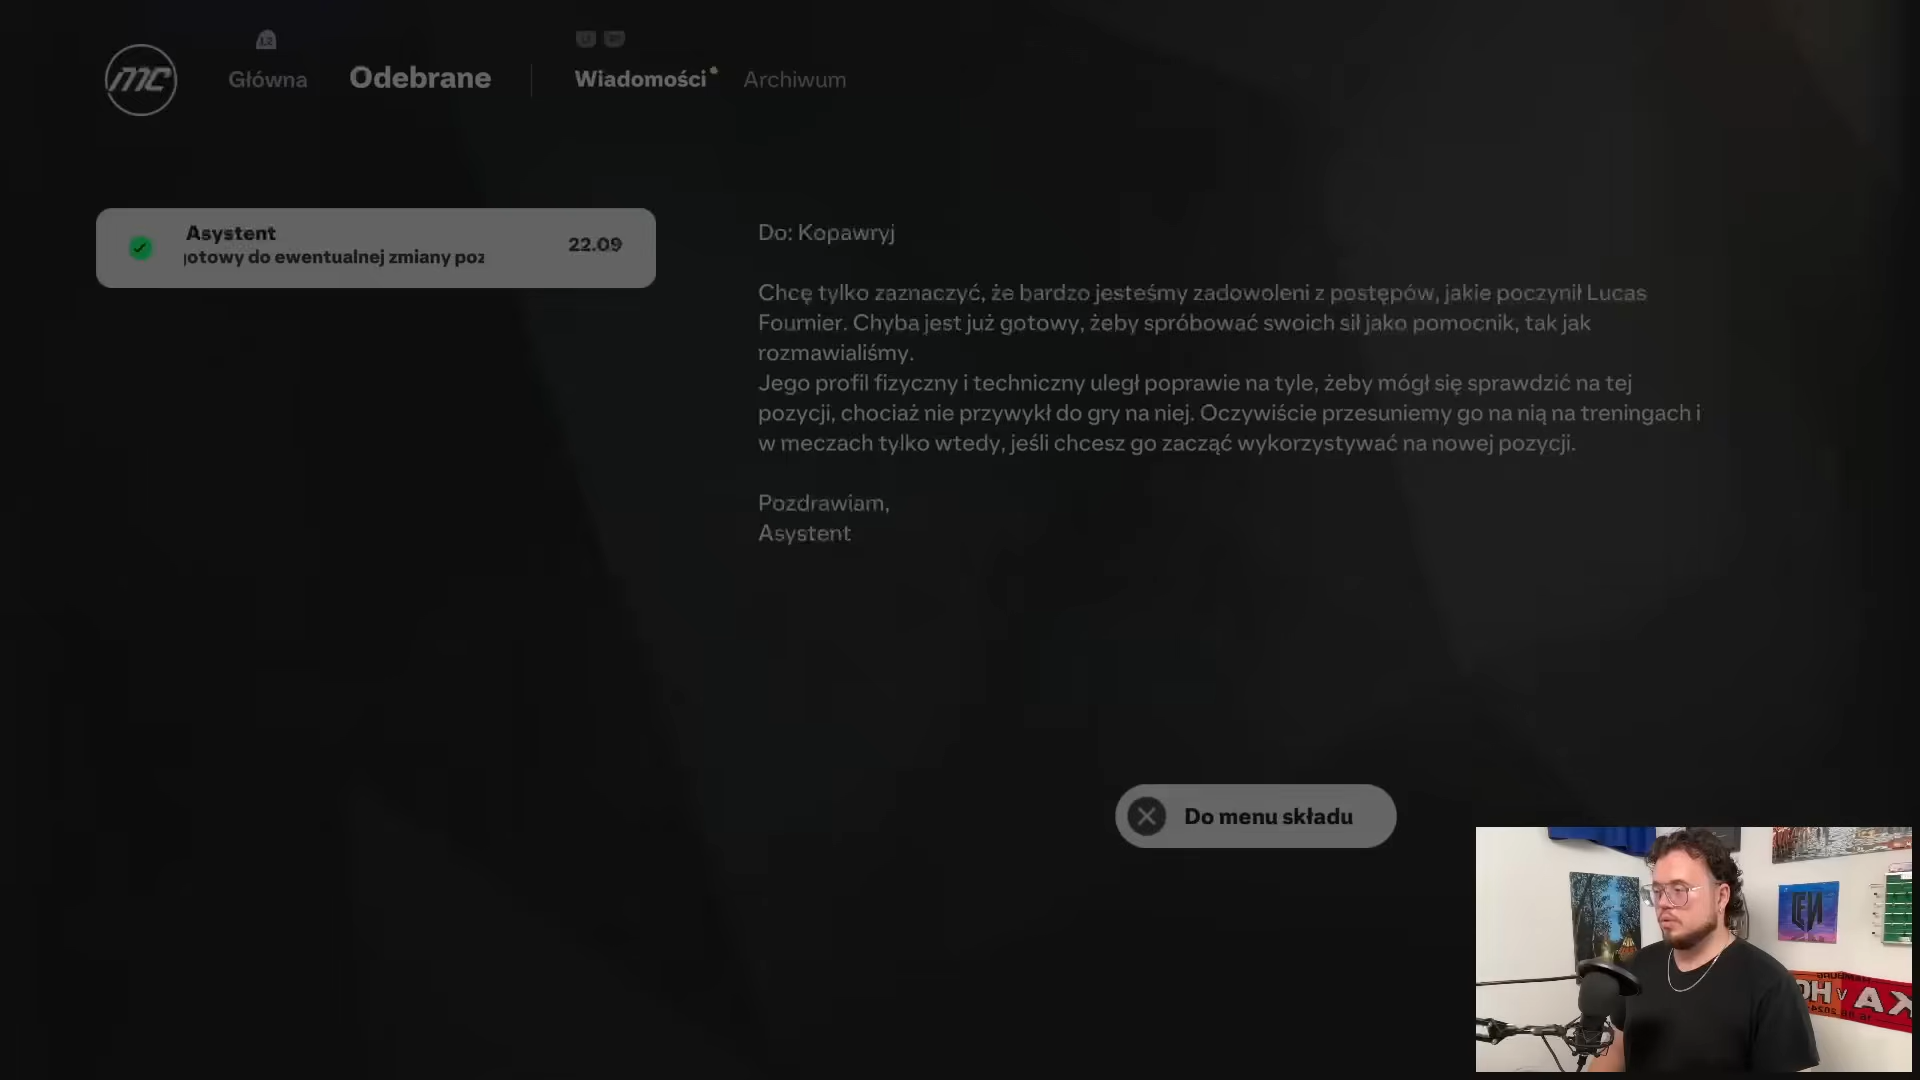 MC
L2
Główna
Odebrane
Wiadomości
Archiwum
Asystent
gotowy do ewentualnej zmiany poz
22.09
Do: Kopawryj
Chcę tylko zaznaczyć, że bardzo jesteśmy zadowoleni z postępów, jakie poczynił Lucas
Fournier. Chyba jest już gotowy, żeby spróbować swoich sił jako pomocnik, tak jak
rozmawialiśmy.
Jego profil fizyczny i techniczny uległ poprawie na tyle, żeby mógł się sprawdzić na tej
pozycji, chociaż nie przywykł do gry na niej. Oczywiście przesuniemy go na nią na treningach i
w meczach tylko wtedy, jeśli chcesz go zacząć wykorzystywać na nowej pozycji.
Pozdrawiam,
Asystent
Do menu składu